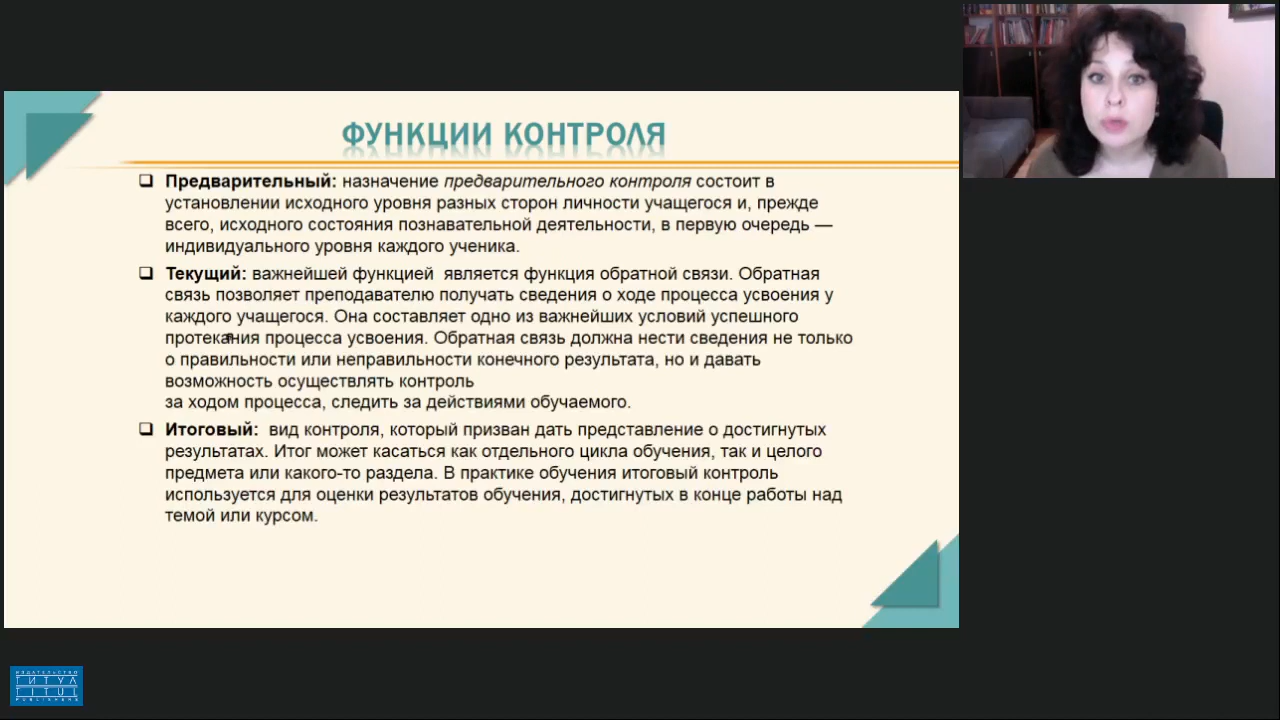 ФУНКЦИИ КОНТРОЛЯ
❑ Предварительный: назначение предварительного контроля состоит в
установлении исходного уровня разных сторон личности учащегося и, прежде
всего, исходного состояния познавательной деятельности, в первую очередь —
индивидуального уровня каждого ученика.
❑ Текущий: важнейшей функцией является функция обратной связи. Обратная
связь позволяет преподавателю получать сведения о ходе процесса усвоения у
каждого учащегося. Она составляет одно из важнейших условий успешного
протекания процесса усвоения. Обратная связь должна нести сведения не только
о правильности или неправильности конечного результата, но и давать
возможность осуществлять контроль
за ходом процесса, следить за действиями обучаемого.
❑ Итоговый: вид контроля, который призван дать представление о достигнутых
результатах. Итог может касаться как отдельного цикла обучения, так и целого
предмета или какого-то раздела. В практике обучения итоговый контроль
используется для оценки результатов обучения, достигнутых в конце работы над
темой или курсом.
ИЗДАТЕЛЬСТВО
ТИТУЛ
TITUL
PUBLISHERS